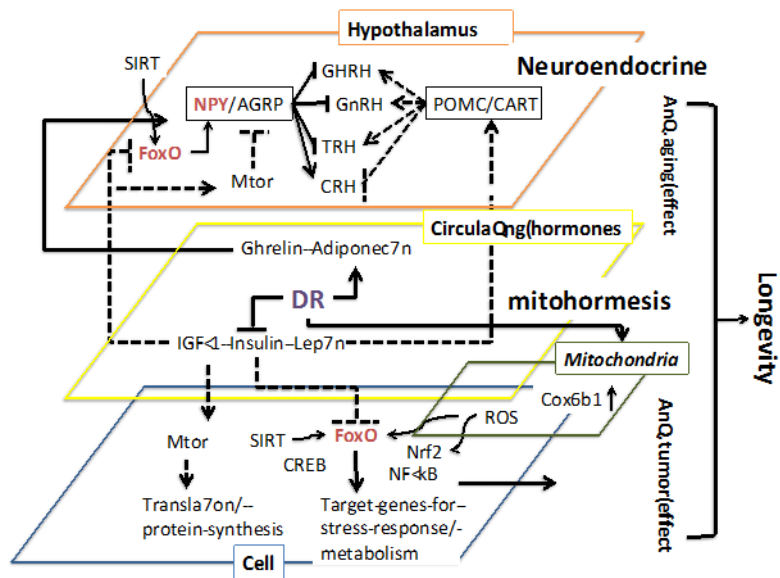 Hypothalamus
Neuroendocrine
SIRT
GHRH
NPY/AGRP
GnRH
POMC/CART
FoxO
TRH
Mtor
CRH
AnQ,aging(effect
CirculaQng(hormones
Ghrelin--Adiponec7n
DR
mitohormesis
Longevity
IGF<1--Insulin--Lep7n
Mitochondria
Cox6b1
ROS
Mtor
SIRT
FoxO
Nrf2
CREB
NF<kB
AnQ,tumor(effect
Transla7on/--
protein-synthesis
Target-genes-for-
stress-response/-
metabolism
Cell